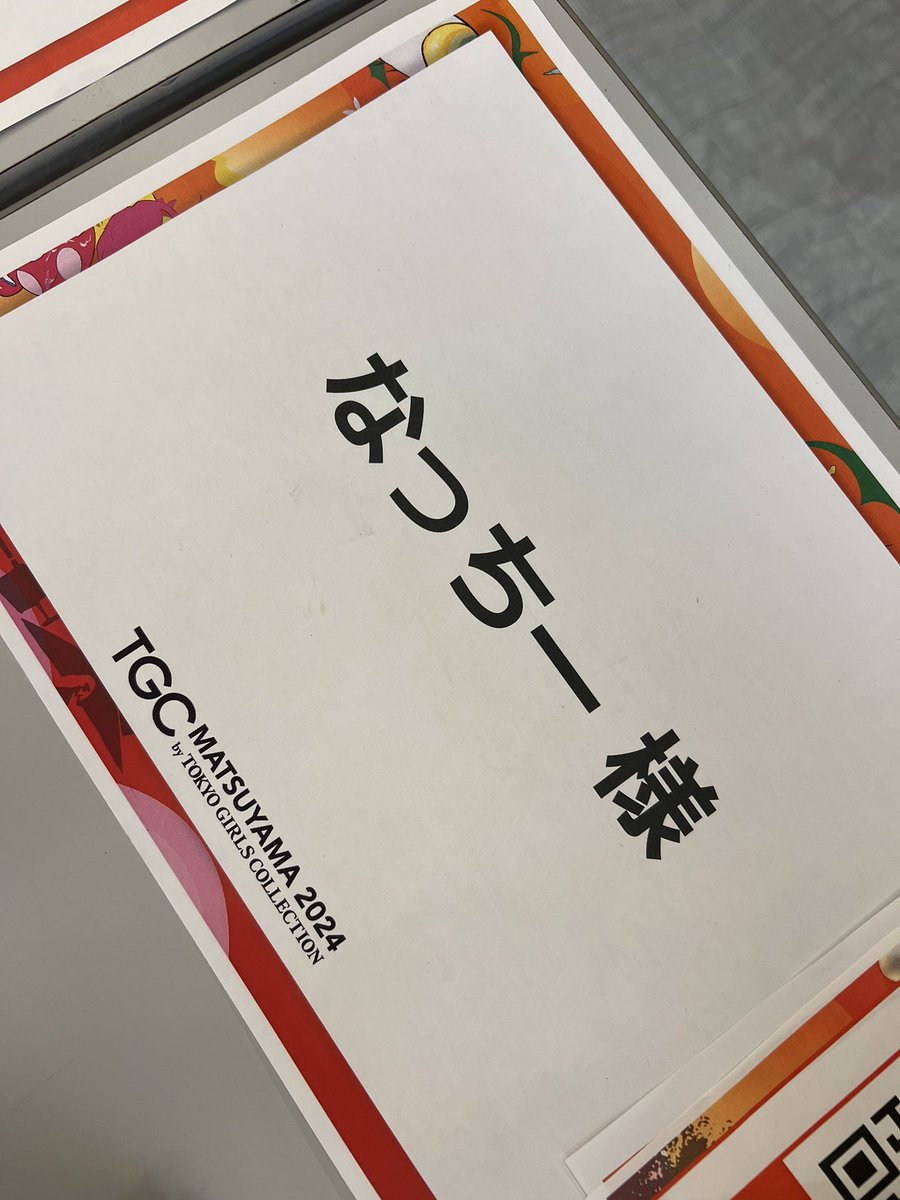 なっちー 様
TGC MATSUYAMA 2024
by TOKYO GIRLS COLLECTION